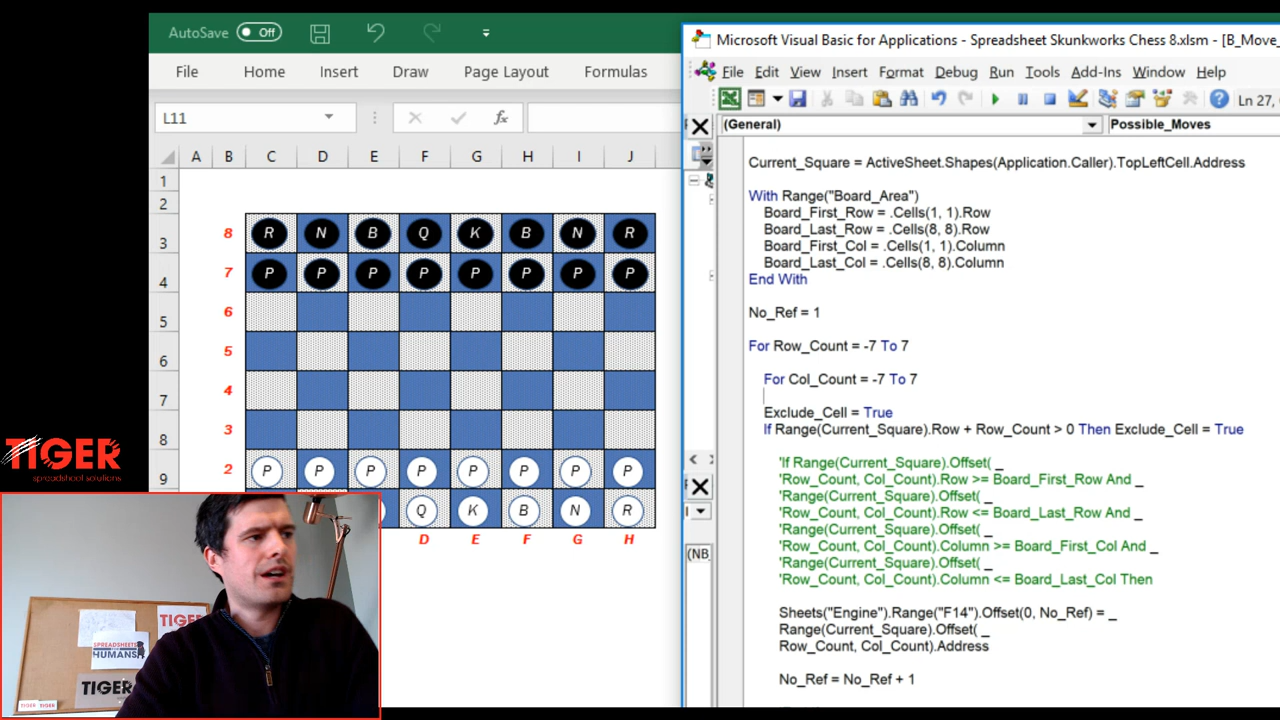 AutoSave Off
File Home Insert Draw Page Layout Formulas
L11 fx
A B C D E F G H I J
1
2
3 8 R N B Q K B N R
4 7 P P P P P P P P
5 6
6 5
7 4
8 3
9 2 P P P P P P P P
Q K B N R
D E F G H
TIGER
spreadsheet solutions
TIGER
SPREADSHEETS
HUMANS
TIGER
Microsoft Visual Basic for Applications - Spreadsheet Skunkworks Chess 8.xlsm - [B_Move_
File Edit View Insert Format Debug Run Tools Add-Ins Window Help
Ln 27,
(General) Possible_Moves
Current_Square = ActiveSheet.Shapes(Application.Caller).TopLeftCell.Address
With Range("Board_Area")
Board_First_Row = .Cells(1, 1).Row
Board_Last_Row = .Cells(8, 8).Row
Board_First_Col = .Cells(1, 1).Column
Board_Last_Col = .Cells(8, 8).Column
End With
No_Ref = 1
For Row_Count = -7 To 7
For Col_Count = -7 To 7
Exclude_Cell = True
If Range(Current_Square).Row + Row_Count > 0 Then Exclude_Cell = True
'If Range(Current_Square).Offset( _
'Row_Count, Col_Count).Row >= Board_First_Row And _
'Range(Current_Square).Offset( _
'Row_Count, Col_Count).Row <= Board_Last_Row And _
'Range(Current_Square).Offset( _
'Row_Count, Col_Count).Column >= Board_First_Col And _
'Range(Current_Square).Offset( _
'Row_Count, Col_Count).Column <= Board_Last_Col Then
Sheets("Engine").Range("F14").Offset(0, No_Ref) = _
Range(Current_Square).Offset( _
Row_Count, Col_Count).Address
No_Ref = No_Ref + 1
(NB